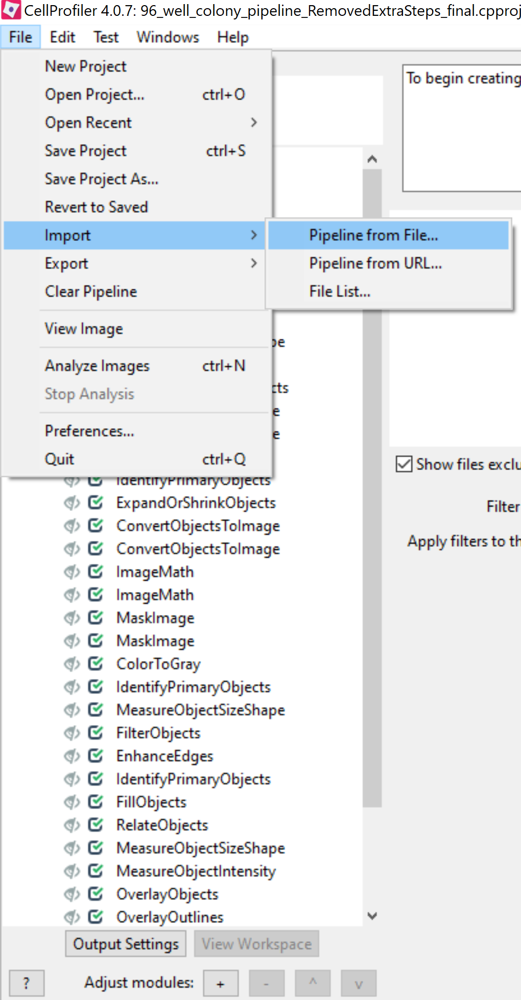 CellProfiler 4.0.7: 96_well_colony_pipeline_RemovedExtraSteps_final.cpproj
File Edit Test Windows Help
New Project
Open Project... ctrl+O
Open Recent
Save Project ctrl+S
Save Project As...
Revert to Saved
Import
Export
Clear Pipeline
View Image
Analyze Images ctrl+N
Stop Analysis
Preferences...
Quit ctrl+Q
Pipeline from File...
Pipeline from URL...
File List...
To begin creating
IdentifyPrimaryObjects
ExpandOrShrinkObjects
ConvertObjectsToImage
ConvertObjectsToImage
ImageMath
ImageMath
MaskImage
MaskImage
ColorToGray
IdentifyPrimaryObjects
MeasureObjectSizeShape
FilterObjects
EnhanceEdges
IdentifyPrimaryObjects
FillObjects
RelateObjects
MeasureObjectSizeShape
MeasureObjectIntensity
OverlayObjects
OverlayOutlines
Show files exclu
Filter
Apply filters to th
Output Settings View Workspace
? Adjust modules: + - ^ v